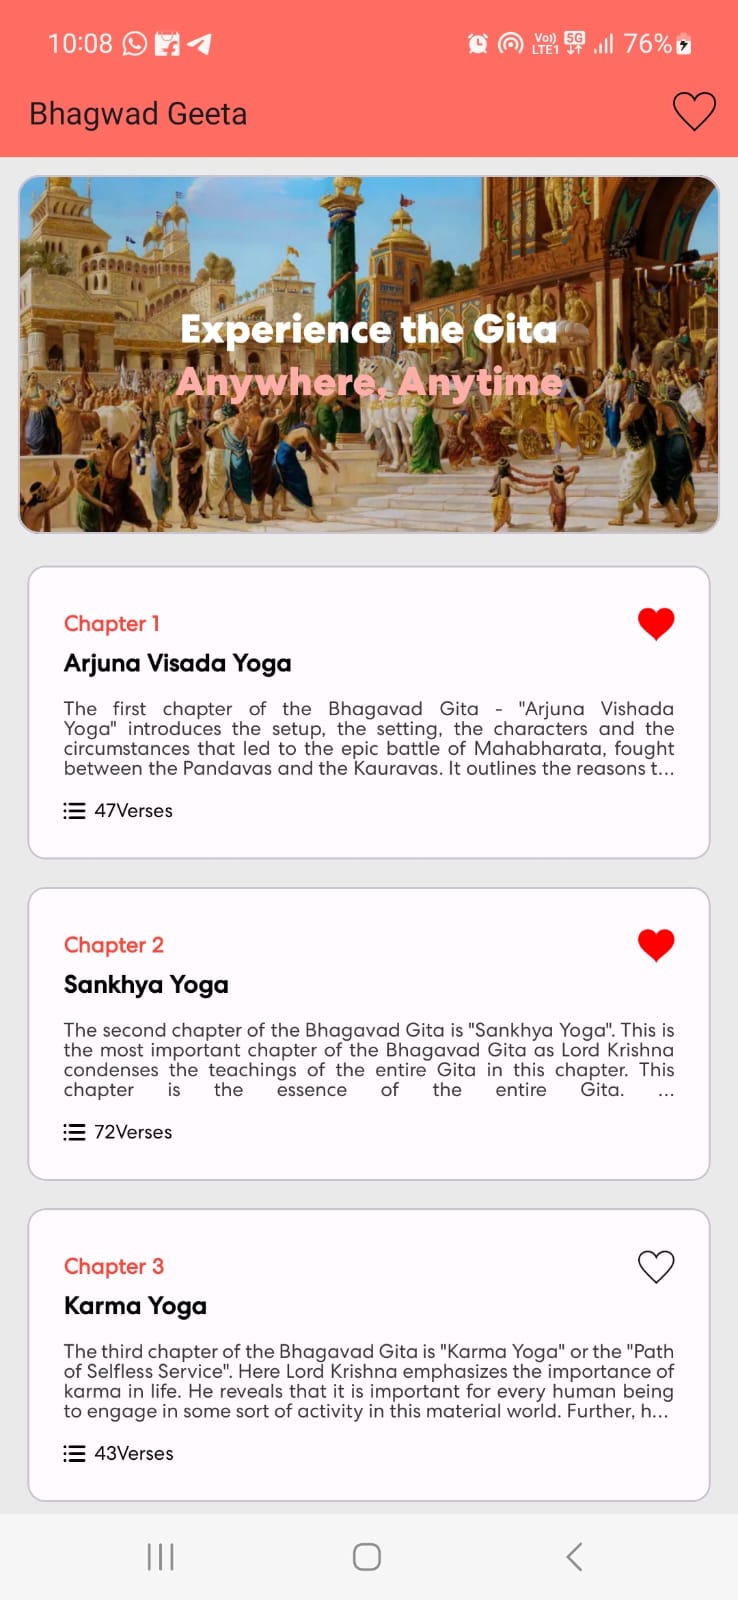 10:08 Vo)) LTE1 5G 76%
Bhagwad Geeta
Experience the Gita
Anywhere, Anytime
Chapter 1
Arjuna Visada Yoga
The first chapter of the Bhagavad Gita - "Arjuna Vishada
Yoga" introduces the setup, the setting, the characters and the
circumstances that led to the epic battle of Mahabharata, fought
between the Pandavas and the Kauravas. It outlines the reasons t...
47Verses
Chapter 2
Sankhya Yoga
The second chapter of the Bhagavad Gita is "Sankhya Yoga". This is
the most important chapter of the Bhagavad Gita as Lord Krishna
condenses the teachings of the entire Gita in this chapter. This
chapter is the essence of the entire Gita. ...
72Verses
Chapter 3
Karma Yoga
The third chapter of the Bhagavad Gita is "Karma Yoga" or the "Path
of Selfless Service". Here Lord Krishna emphasizes the importance of
karma in life. He reveals that it is important for every human being
to engage in some sort of activity in this material world. Further, h...
43Verses